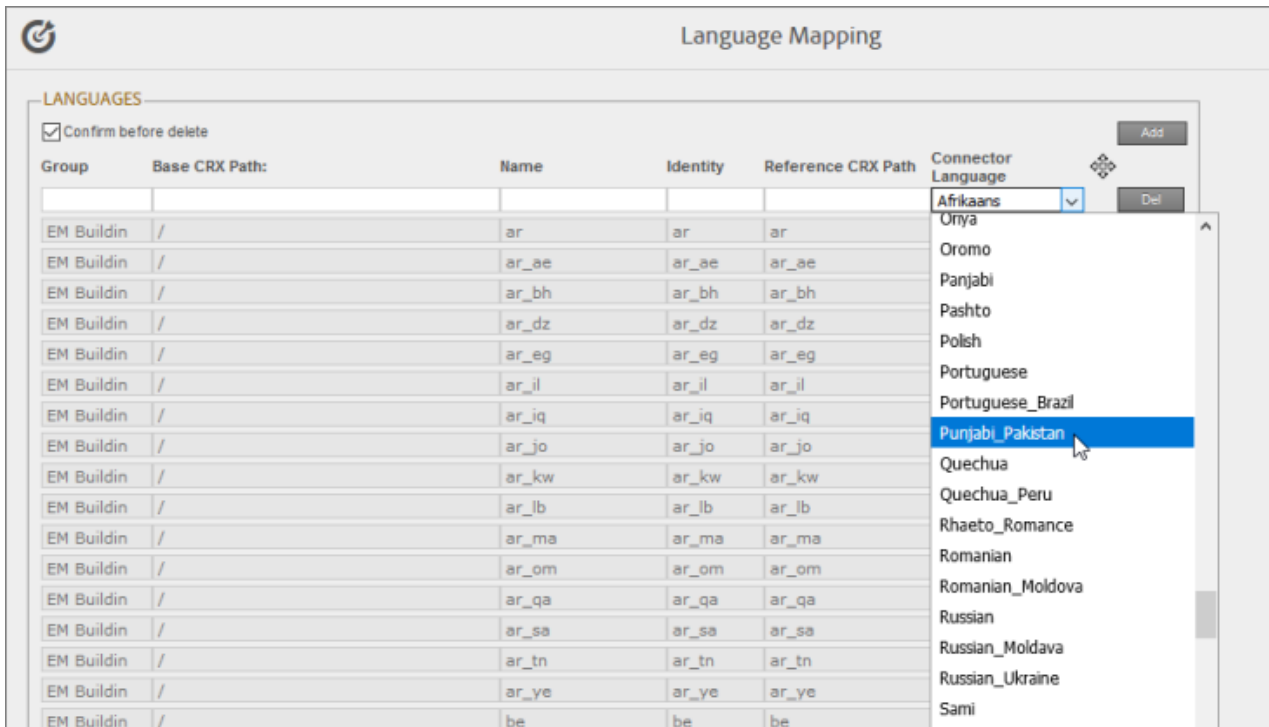 Language Mapping
LANGUAGES
Confirm before delete
Add
Group Base CRX Path: Name Identity Reference CRX Path Connector Language
Afrikaans Del
EM Buildin / ar ar ar
EM Buildin / ar_ae ar_ae ar_ae
EM Buildin / ar_bh ar_bh ar_bh
EM Buildin / ar_dz ar_dz ar_dz
EM Buildin / ar_eg ar_eg ar_eg
EM Buildin / ar_il ar_il ar_il
EM Buildin / ar_iq ar_iq ar_iq
EM Buildin / ar_jo ar_jo ar_jo
EM Buildin / ar_kw ar_kw ar_kw
EM Buildin / ar_lb ar_lb ar_lb
EM Buildin / ar_ma ar_ma ar_ma
EM Buildin / ar_om ar_om ar_om
EM Buildin / ar_qa ar_qa ar_qa
EM Buildin / ar_sa ar_sa ar_sa
EM Buildin / ar_tn ar_tn ar_tn
EM Buildin / ar_ye ar_ye ar_ye
EM Buildin / be be be
Oriya
Oromo
Panjabi
Pashto
Polish
Portuguese
Portuguese_Brazil
Punjabi_Pakistan
Quechua
Quechua_Peru
Rhaeto_Romance
Romanian
Romanian_Moldova
Russian
Russian_Moldava
Russian_Ukraine
Sami